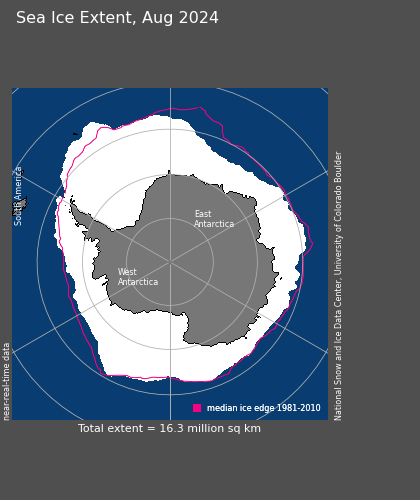 Sea Ice Extent, Aug 2024
South America
East
Antarctica
West
Antarctica
near-real-time data
National Snow and Ice Data Center, University of Colorado Boulder
median ice edge 1981-2010
Total extent = 16.3 million sq km